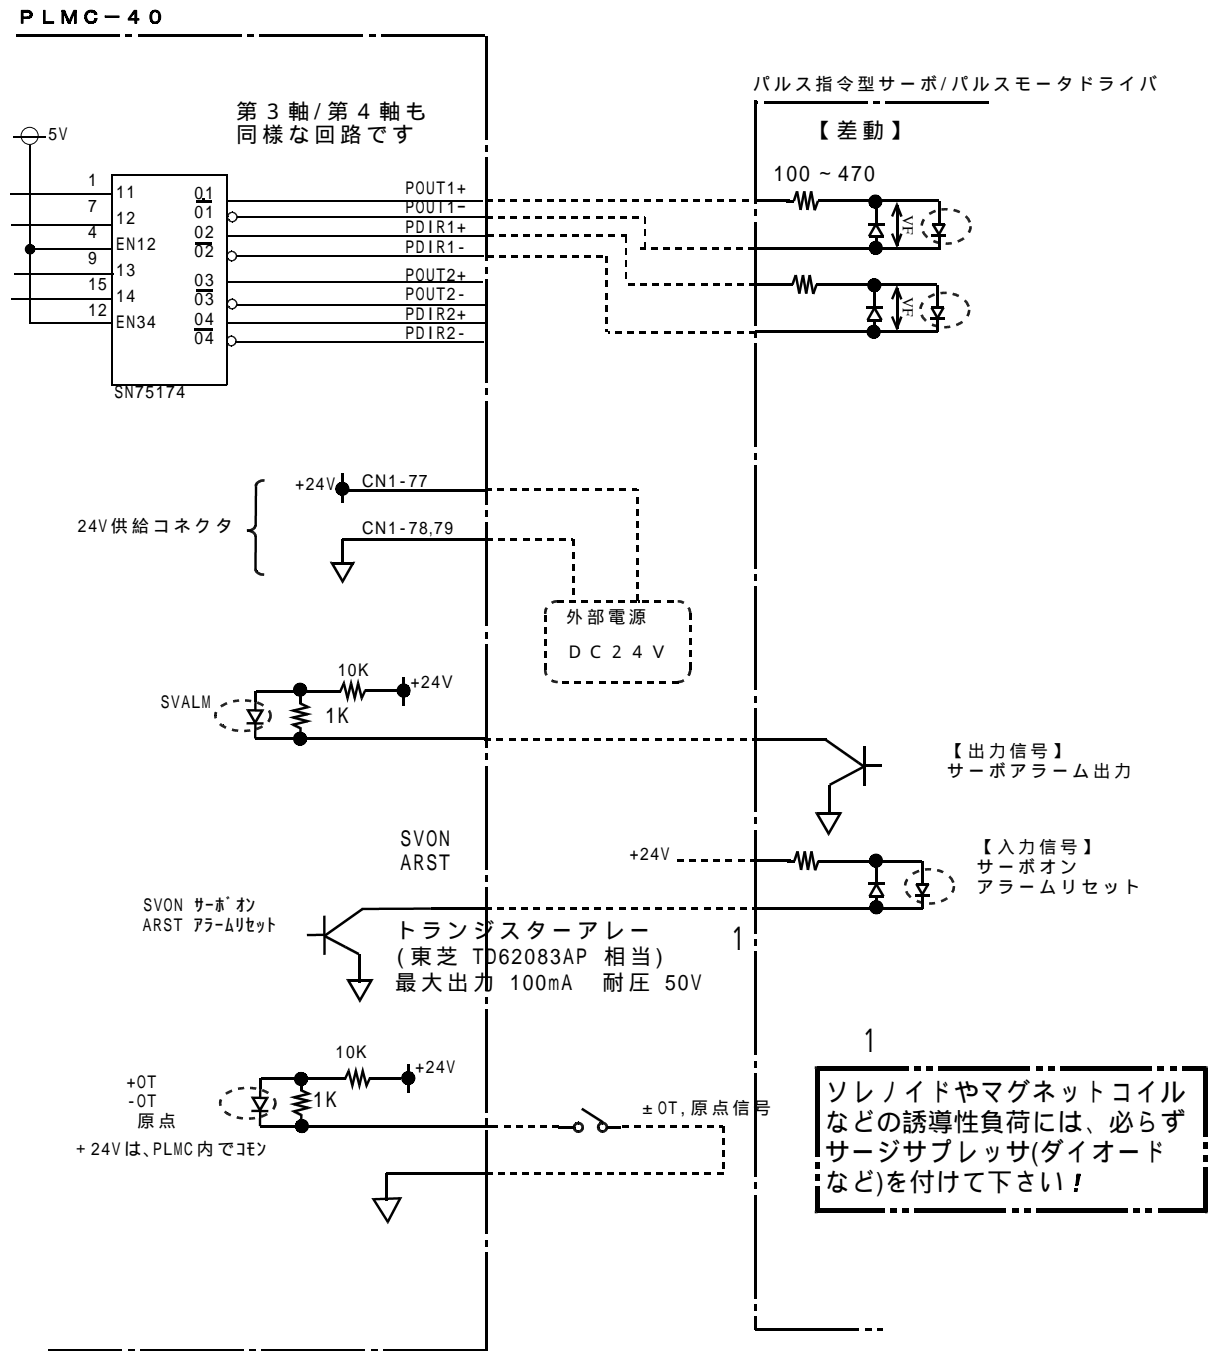 PLMC-40
パルス指令型サーボ/パルスモータドライバ
第3軸/第4軸も
同様な回路です
【差動】
5V
100 ~ 470
1
7
4
9
15
12
11
12
EN12
13
14
EN34
01
01
02
02
03
03
04
04
SN75174
POUT1+
POUT1-
PDIR1+
PDIR1-
POUT2+
POUT2-
PDIR2+
PDIR2-
VF
VF
+24V
CN1-77
24V供給コネクタ
CN1-78,79
外部電源
DC24V
10K
+24V
SVALM
1K
【出力信号】
サーボアラーム出力
SVON
ARST
+24V
【入力信号】
サーボオン
アラームリセット
SVON サーボオン
ARST アラームリセット
トランジスターアレー
(東芝 TD62083AP 相当)
最大出力 100mA 耐圧 50V
1
1
10K
+24V
+OT
-OT
原点
1K
±OT,原点信号
+24Vは、PLMC内でコモン
ソレノイドやマグネットコイル
などの誘導性負荷には、必らず
サージサプレッサ(ダイオード
など)を付けて下さい!